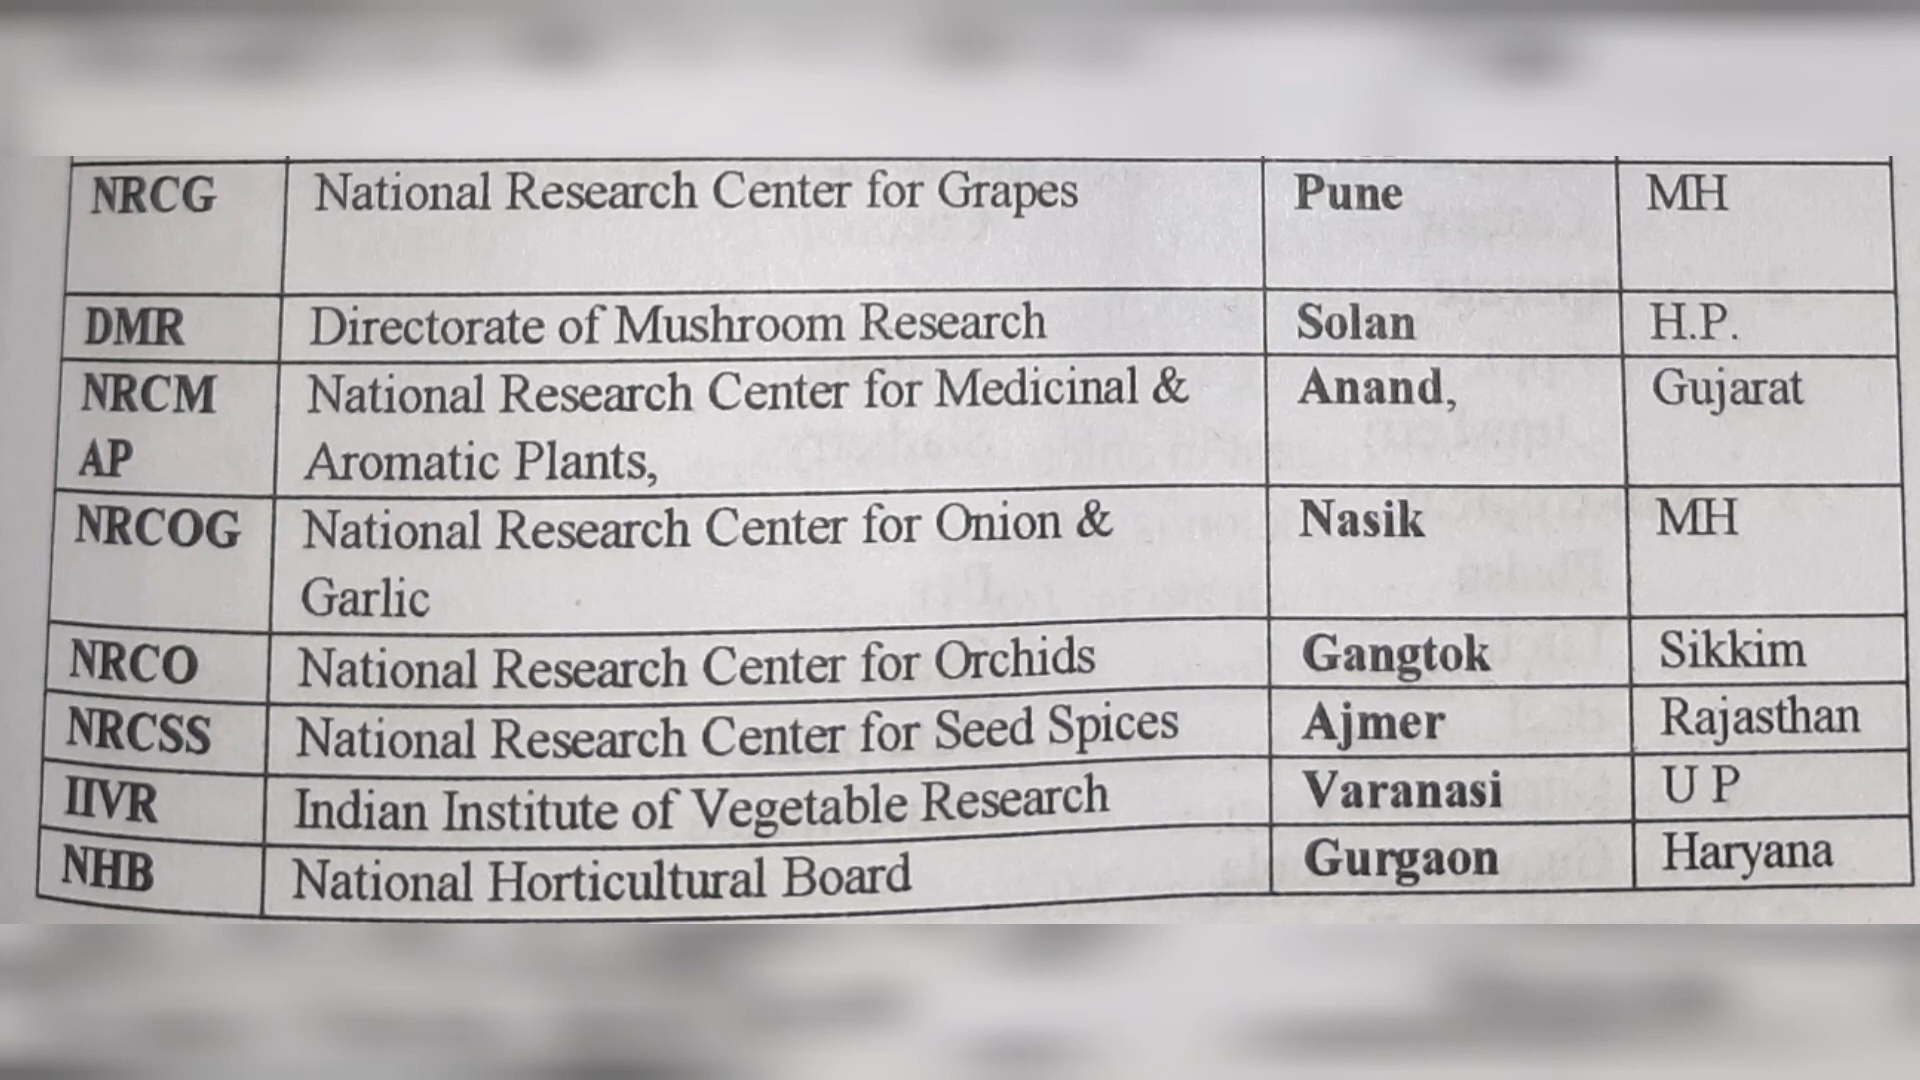 NRCG National Research Center for Grapes Pune MH
DMR Directorate of Mushroom Research Solan H.P.
NRCM National Research Center for Medicinal & Anand, Gujarat
AP Aromatic Plants,
NRCOG National Research Center for Onion & Nasik MH
Garlic
NRCO National Research Center for Orchids Gangtok Sikkim
NRCSS National Research Center for Seed Spices Ajmer Rajasthan
IIVR Indian Institute of Vegetable Research Varanasi U P
NHB National Horticultural Board Gurgaon Haryana